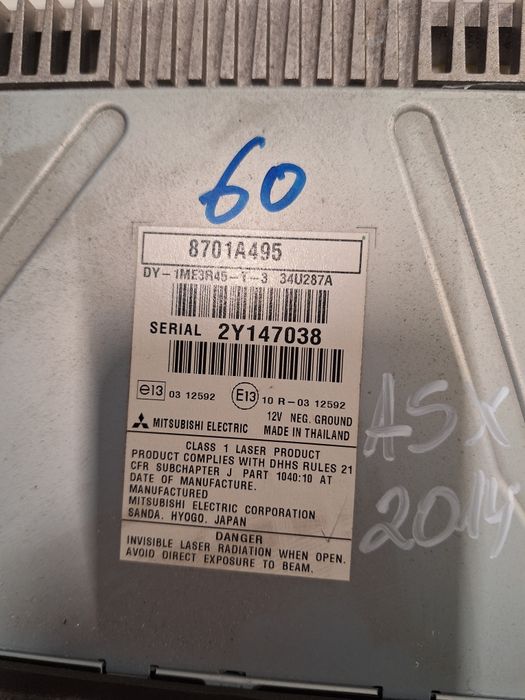 60
8701A495
DY-1ME3R45-T-3 34U287A
SERIAL 2Y147038
e13 03 12592 E13 10 R-03 12592
12V NEG. GROUND
MITSUBISHI ELECTRIC MADE IN THAILAND
CLASS 1 LASER PRODUCT
PRODUCT COMPLIES WITH DHHS RULES 21
CFR SUBCHAPTER J PART 1040:10 AT
DATE OF MANUFACTURE.
MANUFACTURED
MITSUBISHI ELECTRIC CORPORATION
SANDA, HYOGO, JAPAN
DANGER
INVISIBLE LASER RADIATION WHEN OPEN.
AVOID DIRECT EXPOSURE TO BEAM.
ASX
2014